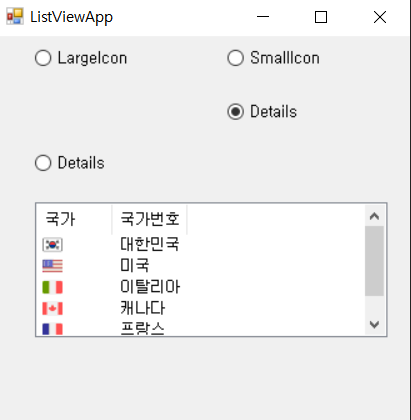 ListViewApp
LargeIcon SmallIcon
Details
Details
국가 국가번호
대한민국
미국
이탈리아
캐나다
프랑스